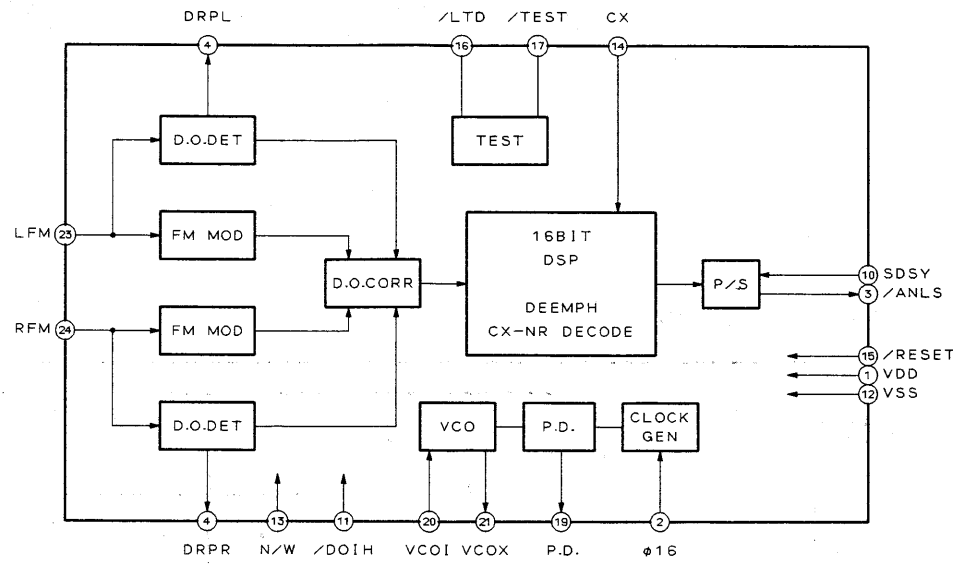 DRPL
/LTD
/TEST
CX
4
16
17
14
D.O.DET
TEST
LFM
23
FM MOD
16BIT
DSP
DEEMPH
CX-NR DECODE
D.O.CORR
P/S
10
SDSY
3
/ANLS
RFM
24
FM MOD
15
/RESET
1
VDD
12
VSS
D.O.DET
VCO
P.D.
CLOCK
GEN
4
13
11
20
21
19
2
DRPR
N/W
/DOIH
VCOI
VCOX
P.D.
φ16